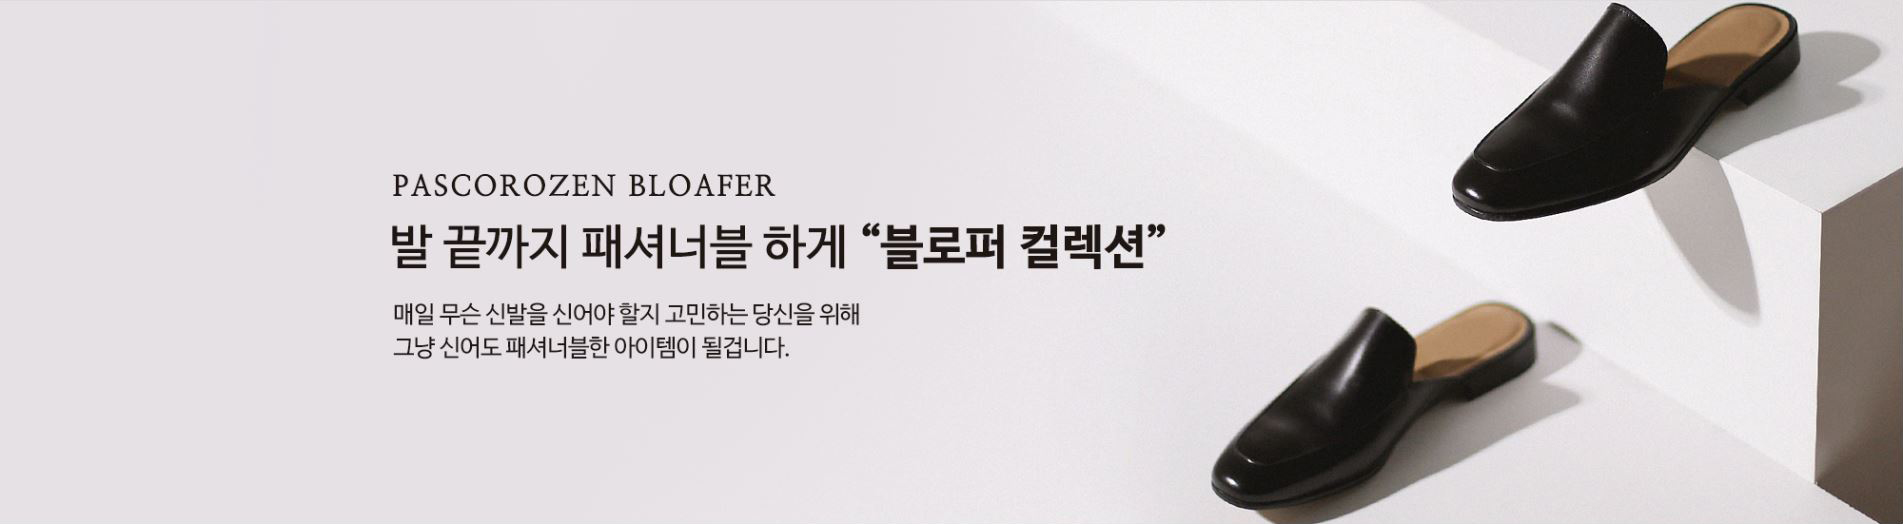 PASCOROZEN BLOAFER
발 끝까지 패셔너블 하게 “블로퍼 컬렉션”
매일 무슨 신발을 신어야 할지 고민하는 당신을 위해
그냥 신어도 패셔너블한 아이템이 될겁니다.